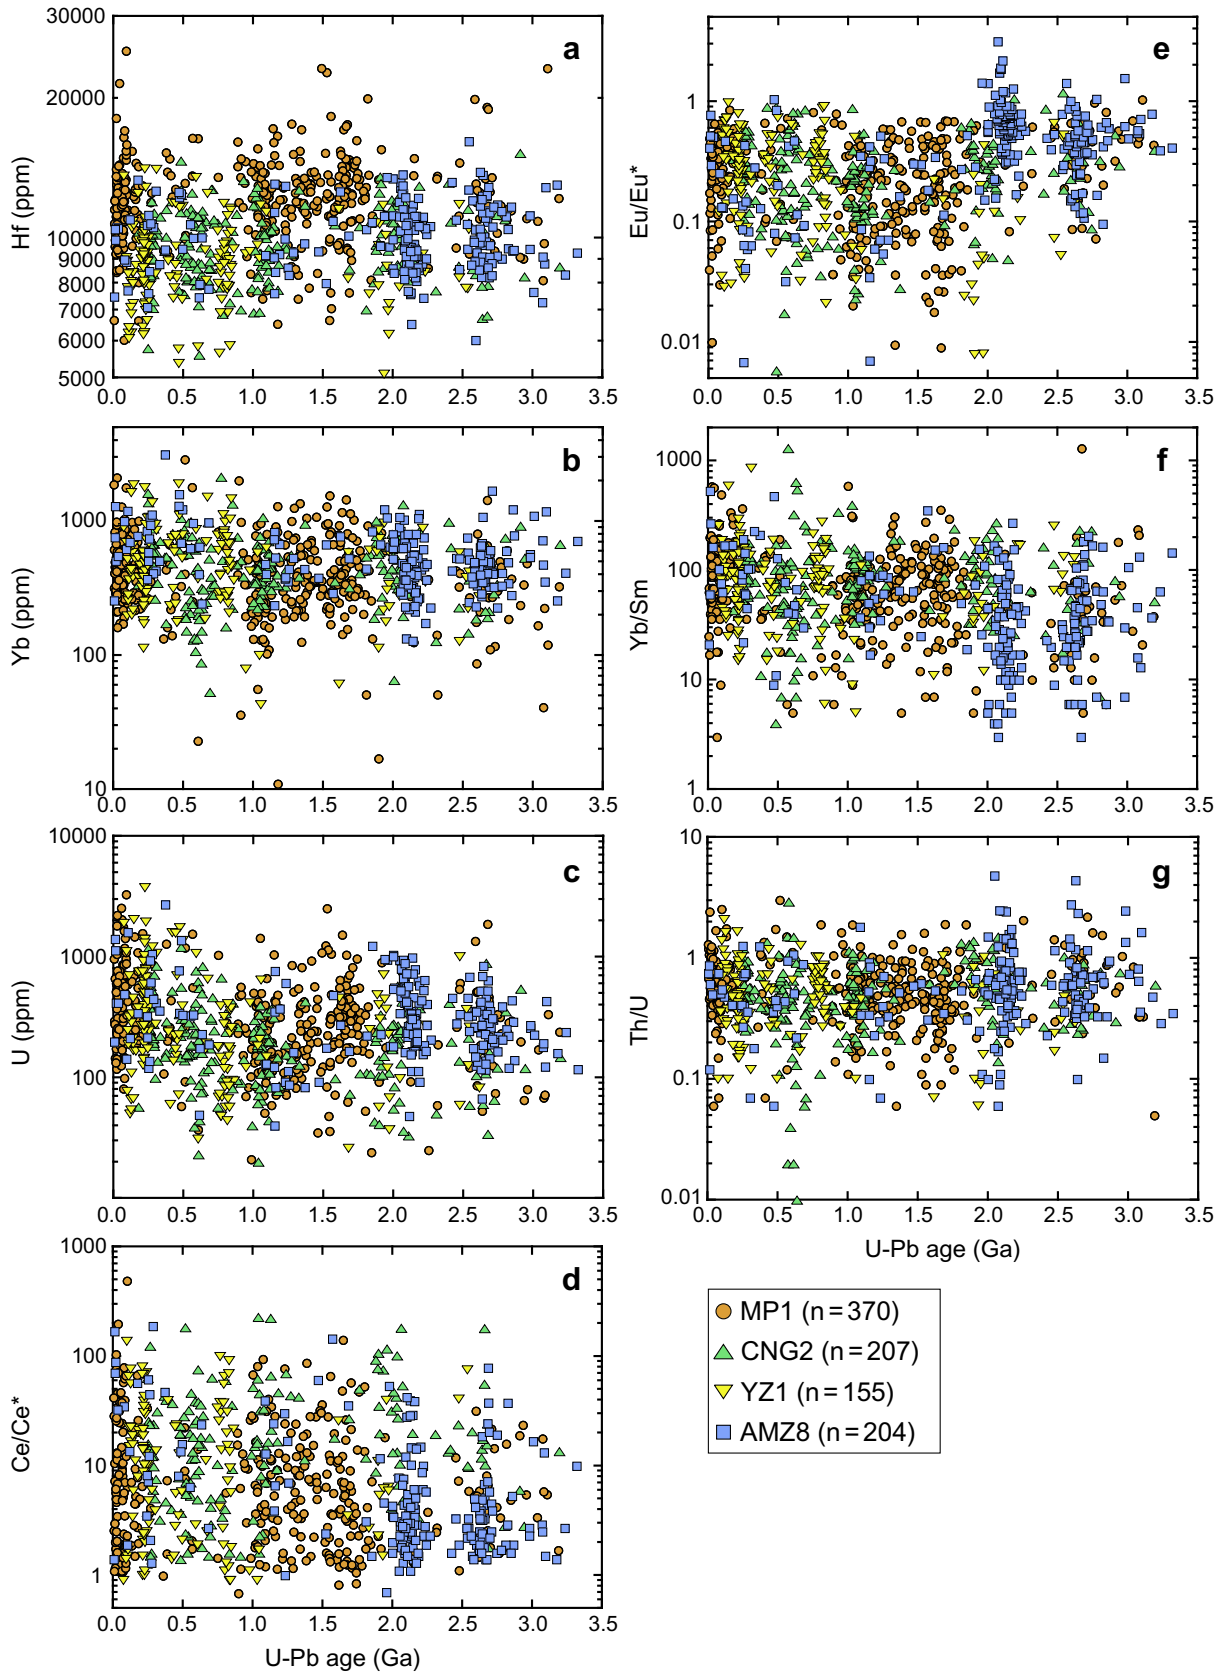 a
30000
20000
10000
9000
8000
7000
6000
5000
Hf (ppm)
0.0 0.5 1.0 1.5 2.0 2.5 3.0 3.5
e
1
0.1
0.01
Eu/Eu*
0.0 0.5 1.0 1.5 2.0 2.5 3.0 3.5
b
1000
100
10
Yb (ppm)
0.0 0.5 1.0 1.5 2.0 2.5 3.0 3.5
f
1000
100
10
1
Yb/Sm
0.0 0.5 1.0 1.5 2.0 2.5 3.0 3.5
c
10000
1000
100
U (ppm)
0.0 0.5 1.0 1.5 2.0 2.5 3.0 3.5
g
10
1
0.1
0.01
Th/U
0.0 0.5 1.0 1.5 2.0 2.5 3.0 3.5
U-Pb age (Ga)
d
1000
100
10
1
Ce/Ce*
0.0 0.5 1.0 1.5 2.0 2.5 3.0 3.5
U-Pb age (Ga)
MP1 (n=370)
CNG2 (n=207)
YZ1 (n=155)
AMZ8 (n=204)